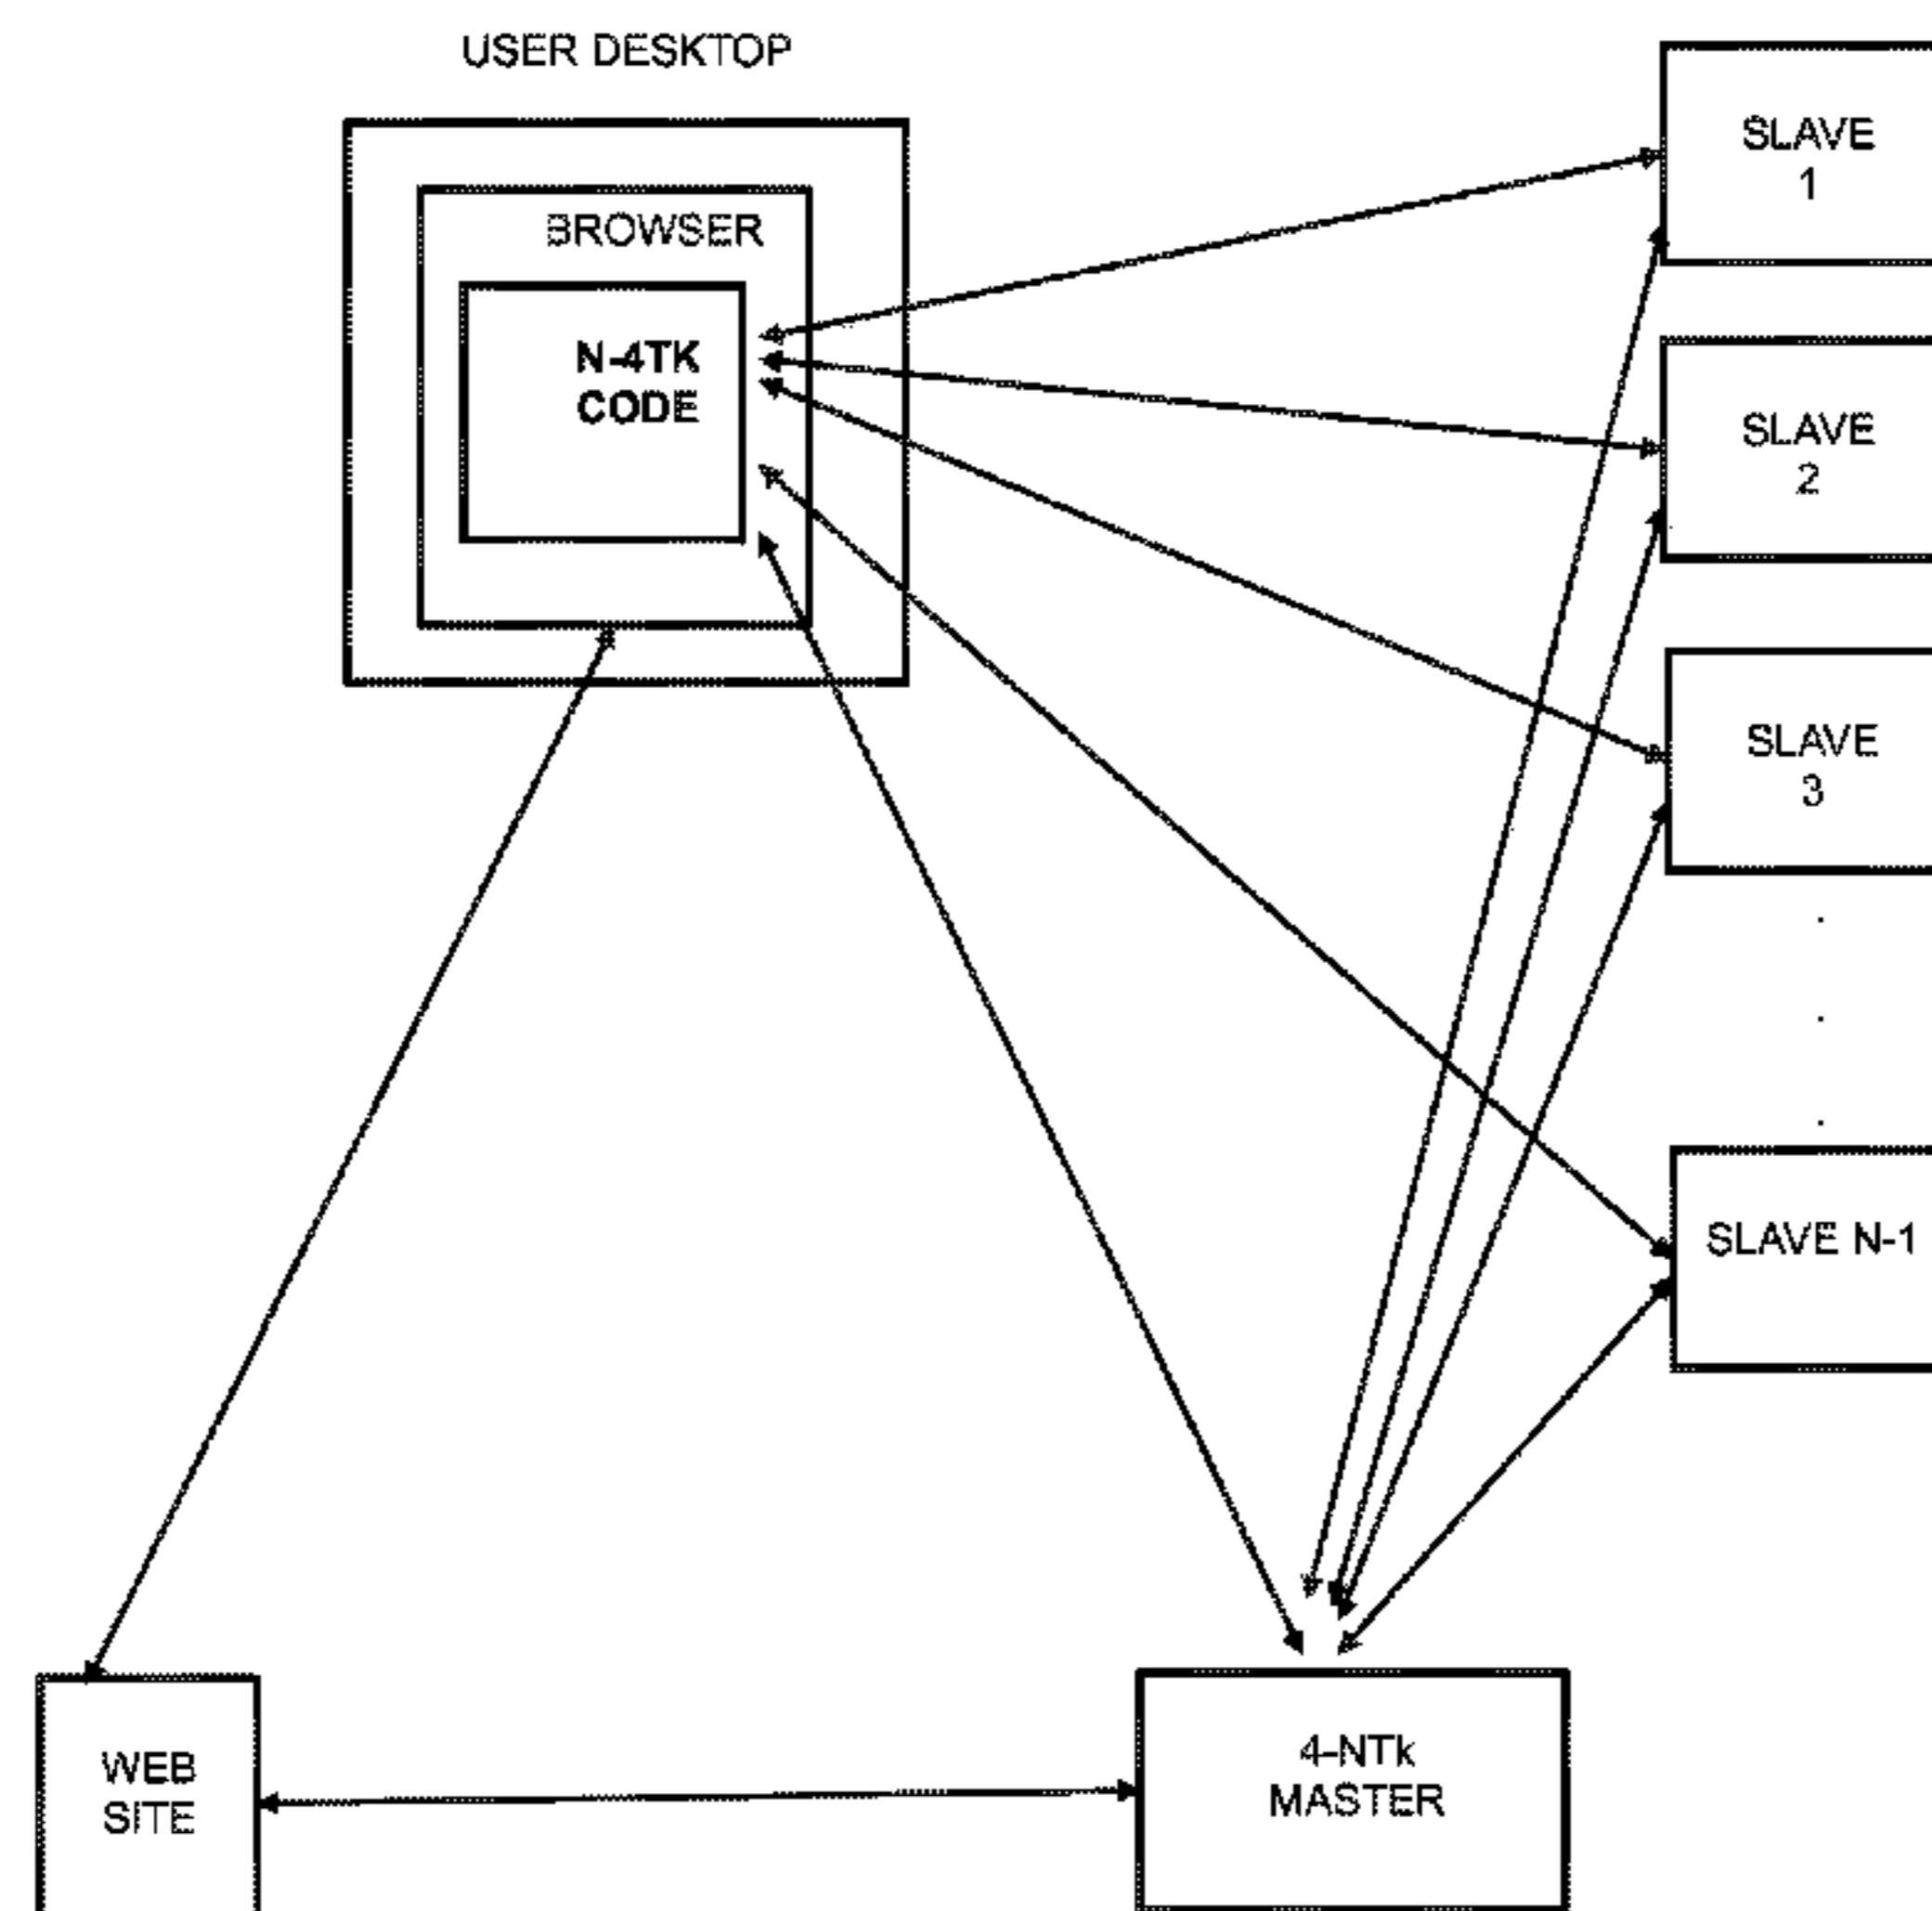 USER DESKTOP
BROWSER
N-4TK
CODE
SLAVE
1
SLAVE
2
SLAVE
3
.
.
.
SLAVE N-1
WEB
SITE
4-NTk
MASTER